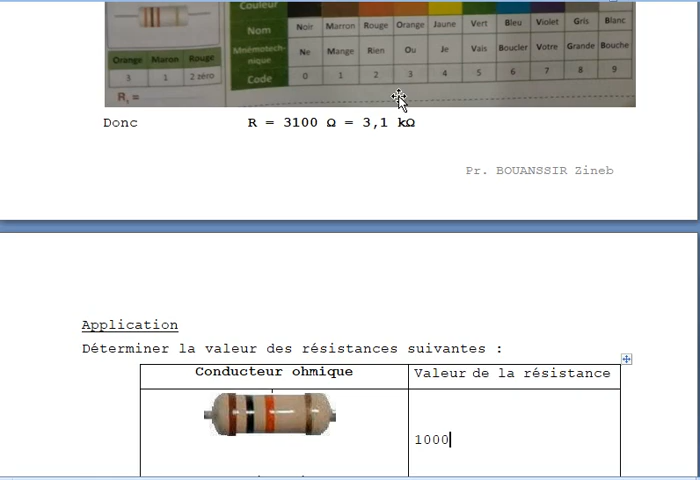 Couleur
Nom Noir Marron Rouge Orange Jaune Vert Bleu Violet Gris Blanc
Mnémotech-
nique Ne Mange Rien Ou Je Vais Boucler Votre Grande Bouche
Code 0 1 2 3 4 5 6 7 8 9
Orange Maron Rouge
3 1 2 zéro
R₁ =
Donc R = 3100 Ω = 3,1 kΩ
Pr. BOUANSSIR Zineb
Application
Déterminer la valeur des résistances suivantes :
Conducteur ohmique Valeur de la résistance
1000